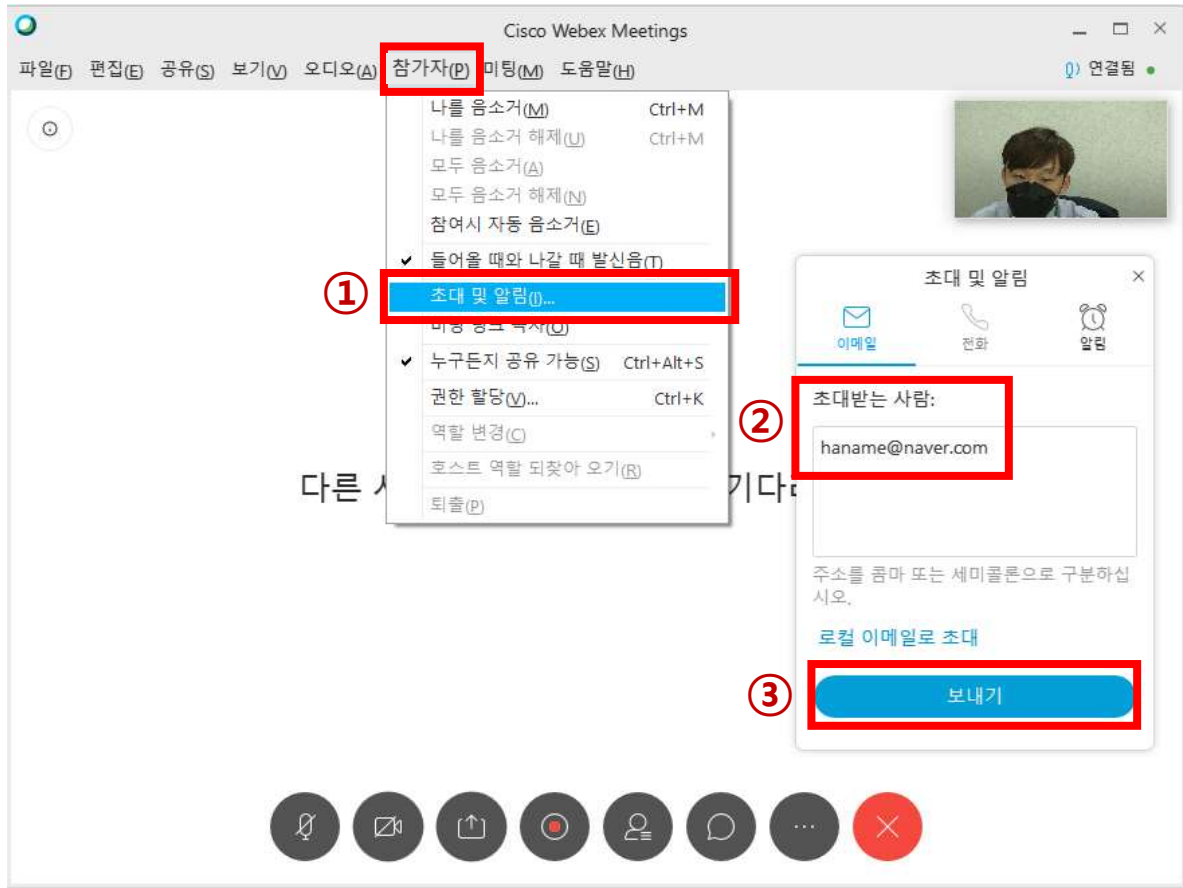 Cisco Webex Meetings
파일(F) 편집(E) 공유(S) 보기(V) 오디오(A) 참가자(P) 미팅(M) 도움말(H) 연결됨
나를 음소거(M) Ctrl+M
나를 음소거 해제(U) Ctrl+M
모두 음소거(A)
모두 음소거 해제(N)
참여시 자동 음소거(E)
들어올 때와 나갈 때 발신음(T)
① 초대 및 알림(I)...
미팅 링크 복사(O)
누구든지 공유 가능(S) Ctrl+Alt+S
권한 할당(V)... Ctrl+K
역할 변경(C)
호스트 역할 되찾아 오기(R)
퇴출(P)
다른
초대 및 알림
이메일 전화 알림
② 초대받는 사람:
haname@naver.com
주소를 콤마 또는 세미콜론으로 구분하십
시오.
로컬 이메일로 초대
③ 보내기